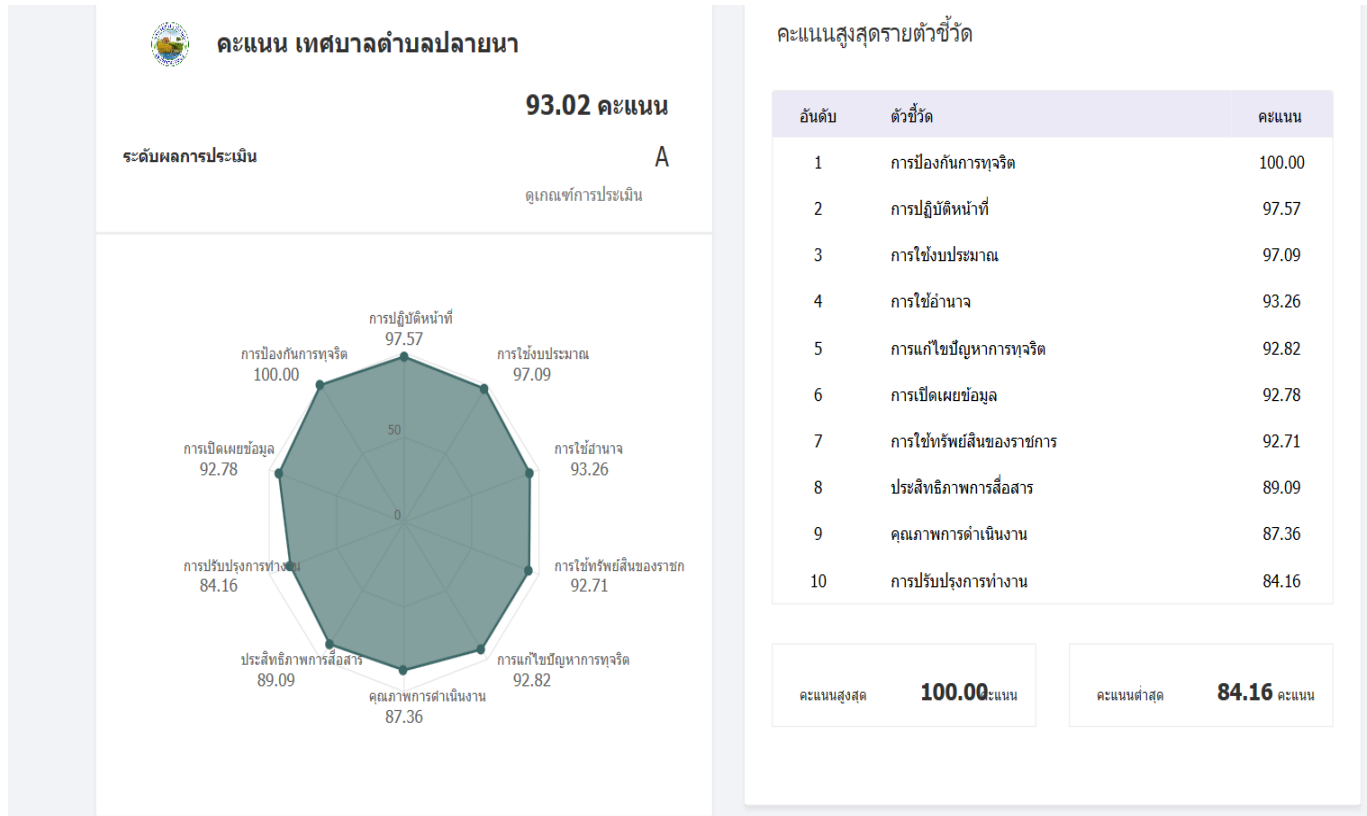 คะแนน เทศบาลตำบลปลายนา
93.02 คะแนน
ระดับผลการประเมิน A
ดูเกณฑ์การประเมิน
การปฏิบัติหน้าที่
97.57
การป้องกันการทุจริต
100.00
การใช้งบประมาณ
97.09
50
การเปิดเผยข้อมูล
92.78
การใช้อำนาจ
93.26
0
การปรับปรุงการทำงาน
84.16
การใช้ทรัพย์สินของราชก
92.71
ประสิทธิภาพการสื่อสาร
89.09
การแก้ไขปัญหาการทุจริต
92.82
คุณภาพการดำเนินงาน
87.36
คะแนนสูงสุดรายตัวชี้วัด
อันดับ ตัวชี้วัด คะแนน
1 การป้องกันการทุจริต 100.00
2 การปฏิบัติหน้าที่ 97.57
3 การใช้งบประมาณ 97.09
4 การใช้อำนาจ 93.26
5 การแก้ไขปัญหาการทุจริต 92.82
6 การเปิดเผยข้อมูล 92.78
7 การใช้ทรัพย์สินของราชการ 92.71
8 ประสิทธิภาพการสื่อสาร 89.09
9 คุณภาพการดำเนินงาน 87.36
10 การปรับปรุงการทำงาน 84.16
คะแนนสูงสุด 100.00 คะแนน
คะแนนต่ำสุด 84.16 คะแนน